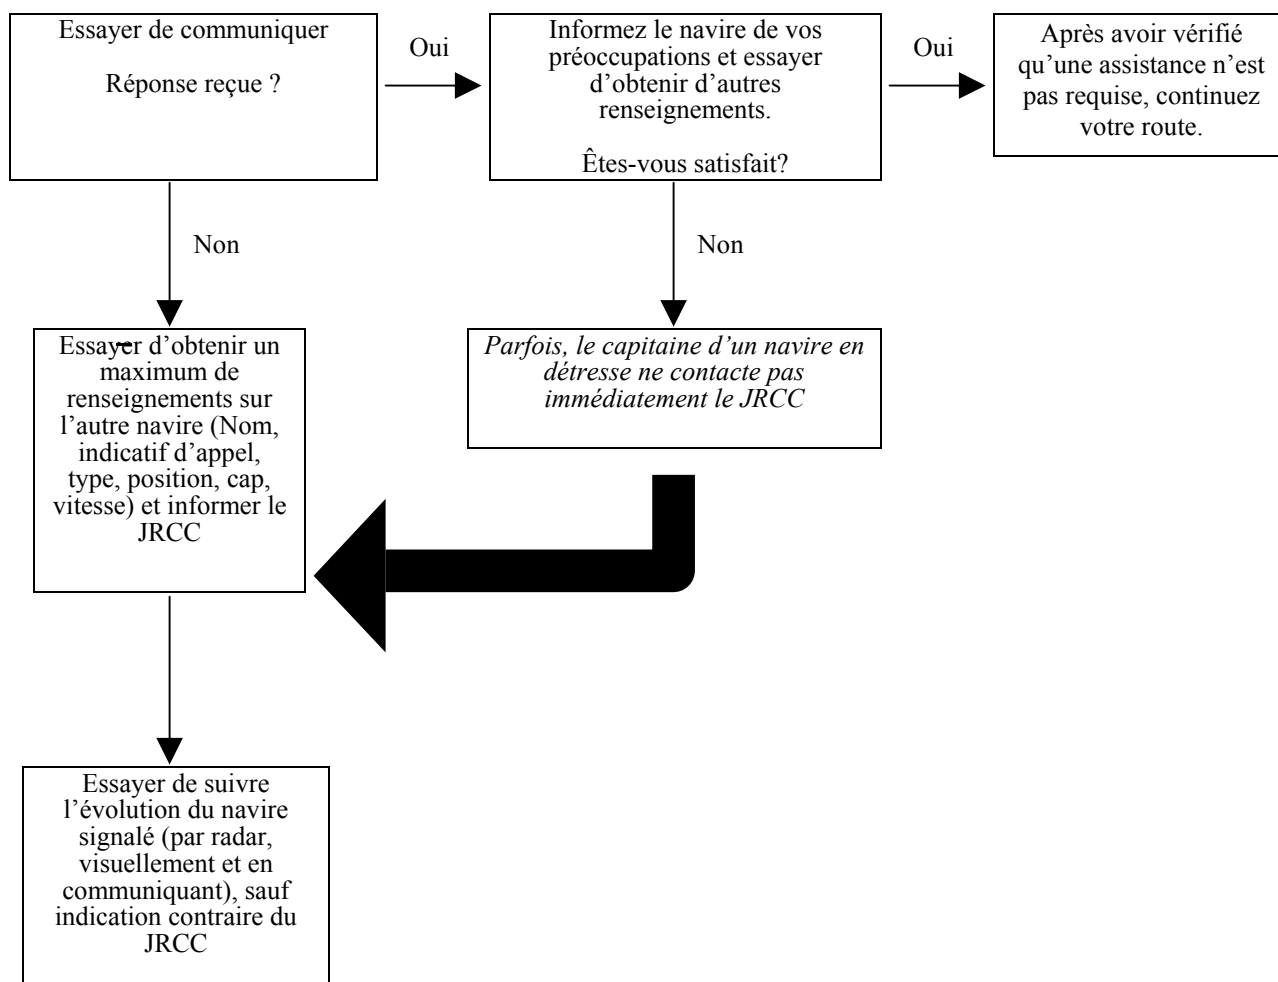 Essayer de communiquer
Réponse reçue ?
Oui
Informez le navire de vos
préoccupations et essayer
d'obtenir d'autres
renseignements.
Êtes-vous satisfait?
Oui
Après avoir vérifié
qu'une assistance n'est
pas requise, continuez
votre route.
Non
Non
Essayer d'obtenir un
maximum de
renseignements sur
l'autre navire (Nom,
indicatif d'appel,
type, position, cap,
vitesse) et informer le
JRCC
Parfois, le capitaine d'un navire en
détresse ne contacte pas
immédiatement le JRCC
Essayer de suivre
l'évolution du navire
signalé (par radar,
visuellement et en
communiquant), sauf
indication contraire du
JRCC